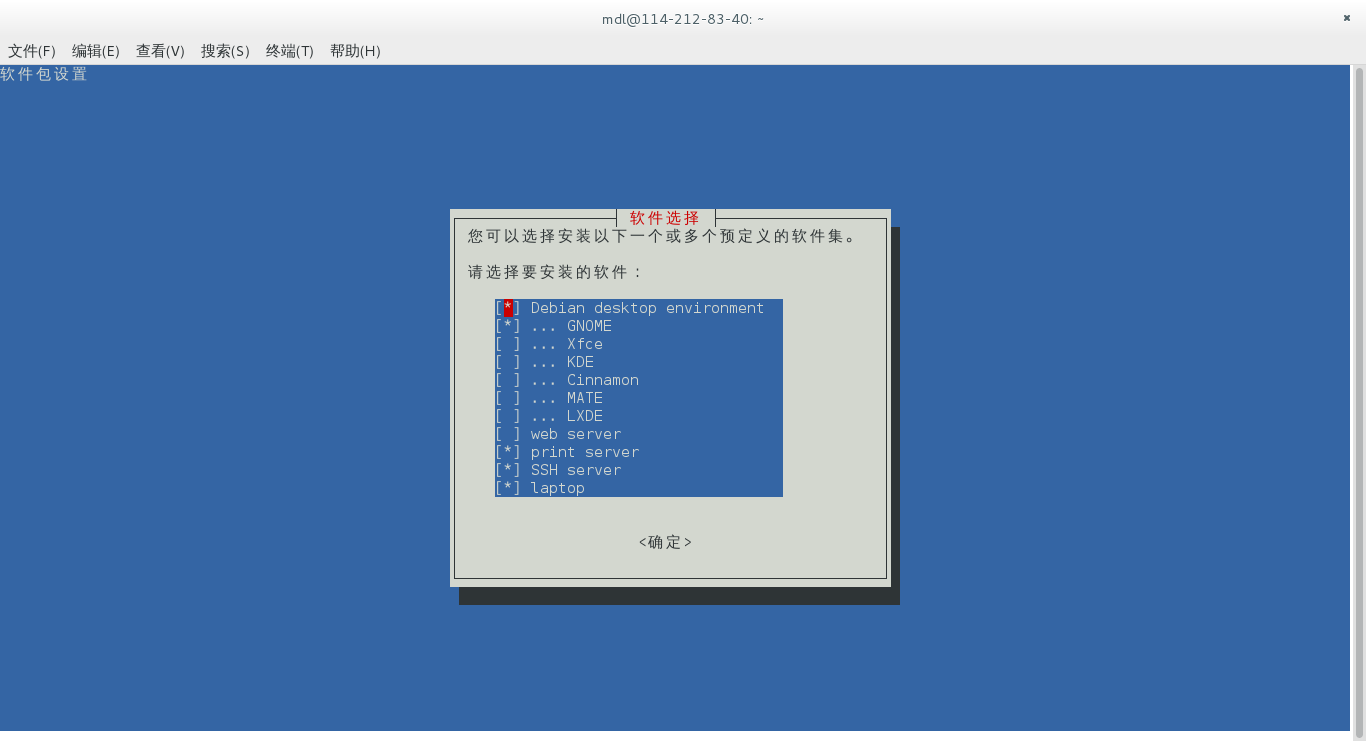 mdl@114-212-83-40: ~
文件(F) 编辑(E) 查看(V) 搜索(S) 终端(T) 帮助(H)
软件包设置
软件选择
您可以选择安装以下一个或多个预定义的软件集。
请选择要安装的软件：
[*] Debian desktop environment
[*] ... GNOME
[ ] ... Xfce
[ ] ... KDE
[ ] ... Cinnamon
[ ] ... MATE
[ ] ... LXDE
[ ] web server
[*] print server
[*] SSH server
[*] laptop
<确定>